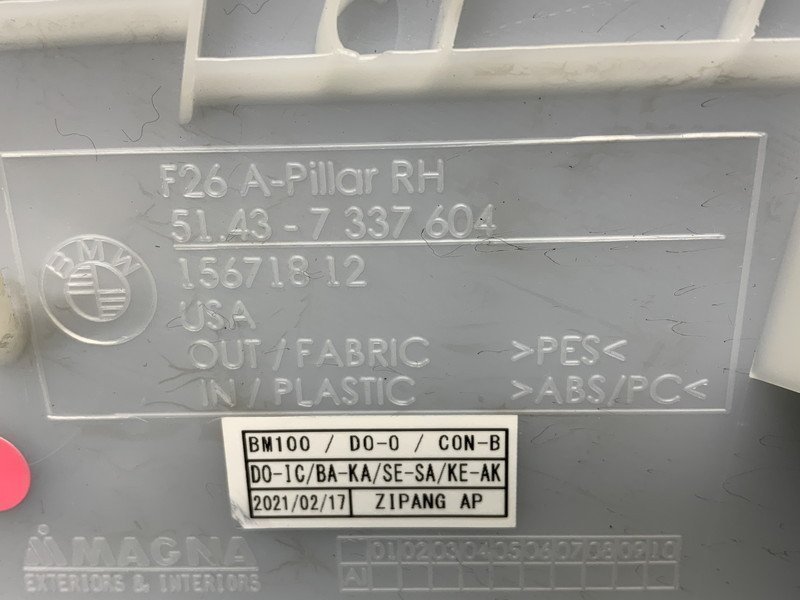 F26 A-Pillar RH
51.43 - 7 337 604
156718 12
USA
OUT / FABRIC >PES<
IN / PLASTIC >ABS/PC<
BMW
BM100 / DO-0 / CON-B
DO-IC/BA-KA/SE-SA/KE-AK
2021/02/17 ZIPANG AP
MAGNA
EXTERIORS & INTERIORS
01 02 03 04 05 06 07 08 09 10